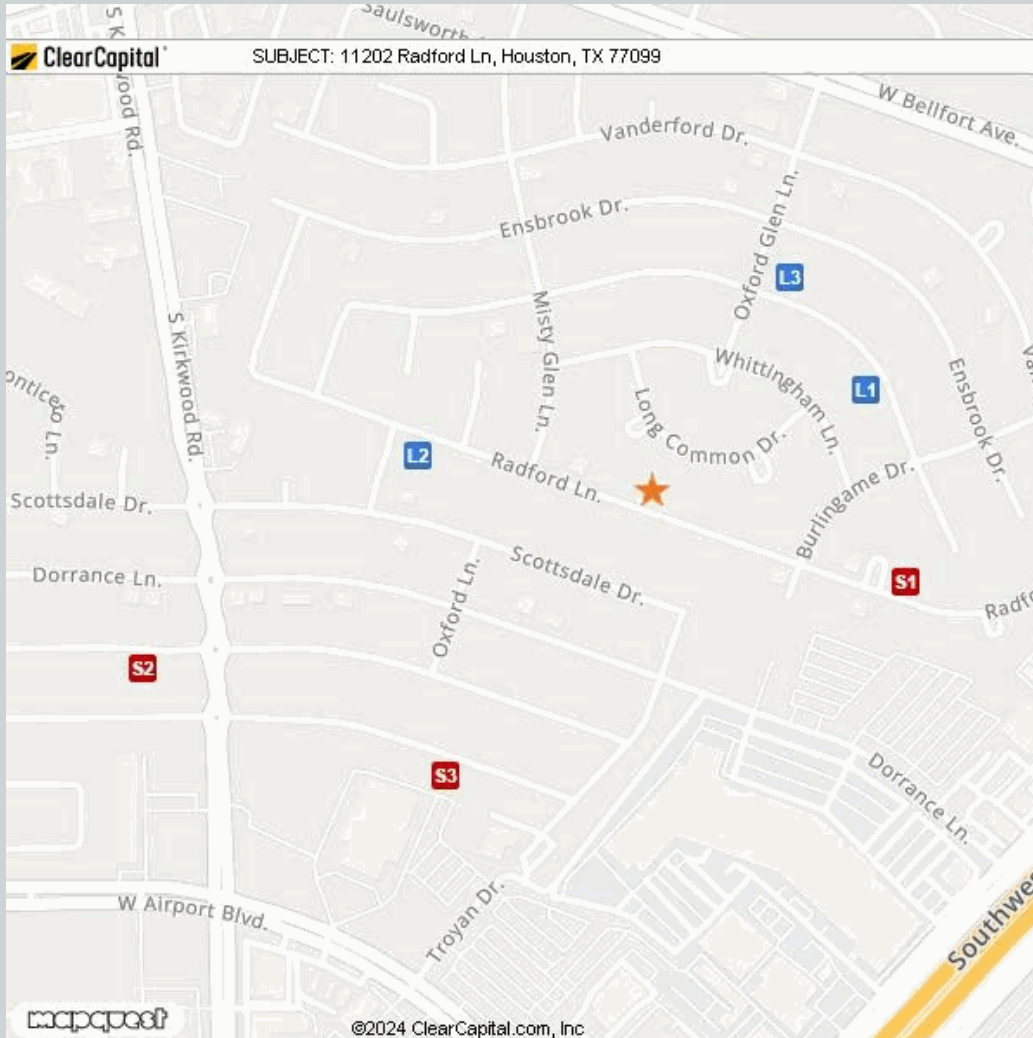 Saulsworth
S Kirkwood Rd.
ClearCapital
SUBJECT: 11202 Radford Ln, Houston, TX 77099
W Bellfort Ave.
Vanderford Dr.
Ensbrook Dr.
Oxford Glen Ln.
L3
Misty Glen Ln.
S Kirkwood Rd.
Whittingham Ln.
L1
Ensbrook Dr.
Long Common Dr.
L2
Radford Ln.
Burlingame Dr.
Scottsdale Dr.
Scottsdale Dr.
Dorrance Ln.
Oxford Ln.
S1
S2
S3
Dorrance Ln.
W Airport Blvd.
Troyan Dr.
mapquest
©2024 ClearCapital.com, Inc